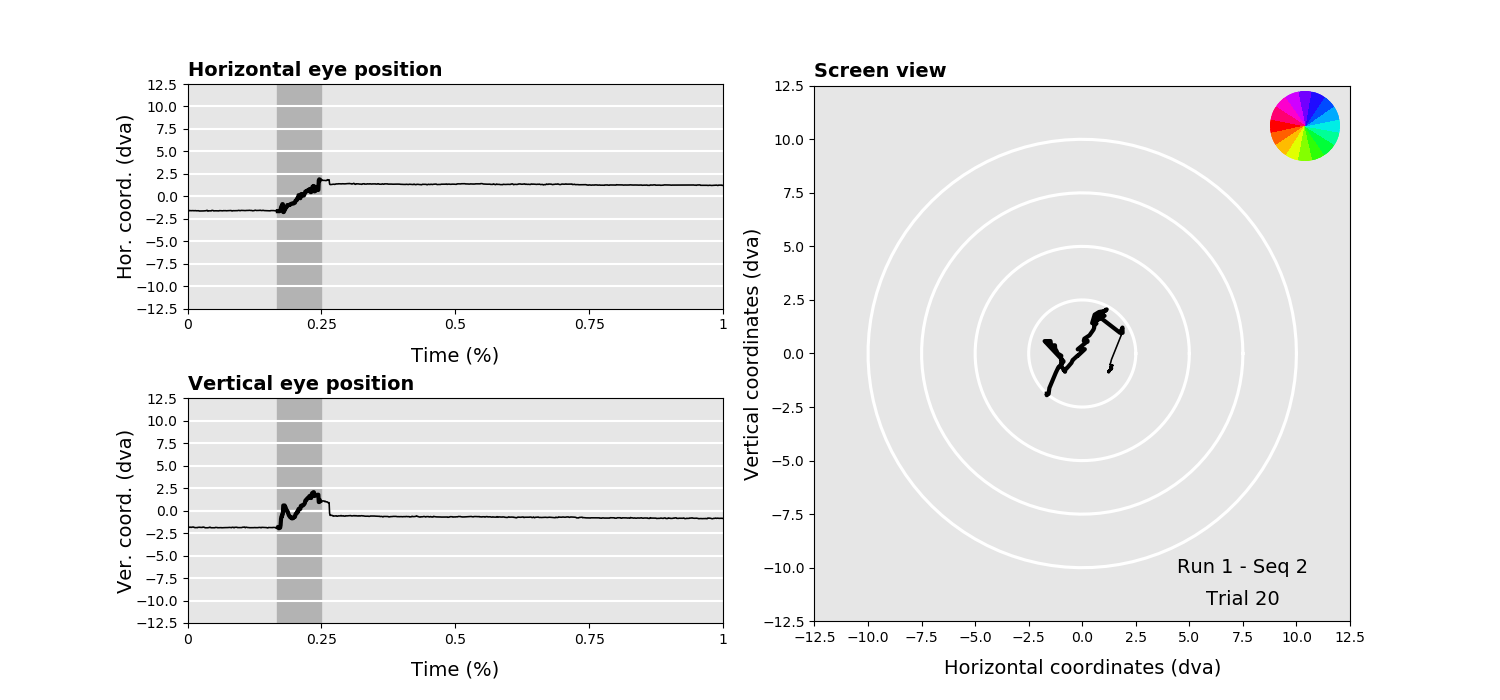 Horizontal eye position
Hor. coord. (dva)
12.5
10.0
7.5
5.0
2.5
0.0
−2.5
−5.0
−7.5
−10.0
−12.5
0 0.25 0.5 0.75 1
Time (%)
Vertical eye position
Ver. coord. (dva)
12.5
10.0
7.5
5.0
2.5
0.0
−2.5
−5.0
−7.5
−10.0
−12.5
0 0.25 0.5 0.75 1
Time (%)
Screen view
Vertical coordinates (dva)
12.5
10.0
7.5
5.0
2.5
0.0
−2.5
−5.0
−7.5
−10.0
−12.5
Run 1 - Seq 2
Trial 20
−12.5 −10.0 −7.5 −5.0 −2.5 0.0 2.5 5.0 7.5 10.0 12.5
Horizontal coordinates (dva)